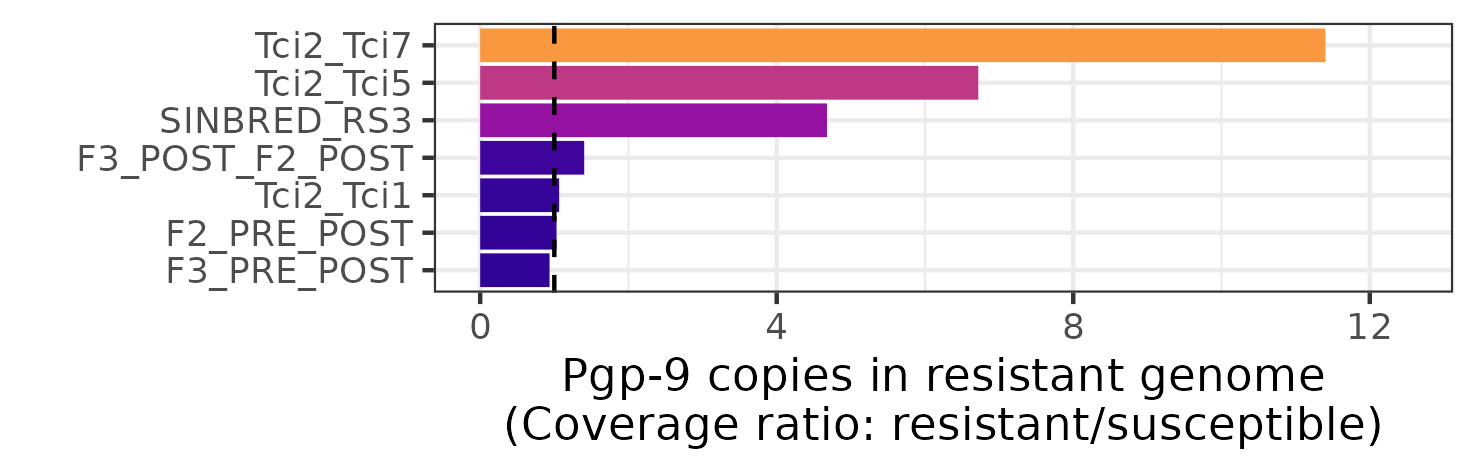 Tci2_Tci7
Tci2_Tci5
SINBRED_RS3
F3_POST_F2_POST
Tci2_Tci1
F2_PRE_POST
F3_PRE_POST
0 4 8 12
Pgp-9 copies in resistant genome
(Coverage ratio: resistant/susceptible)